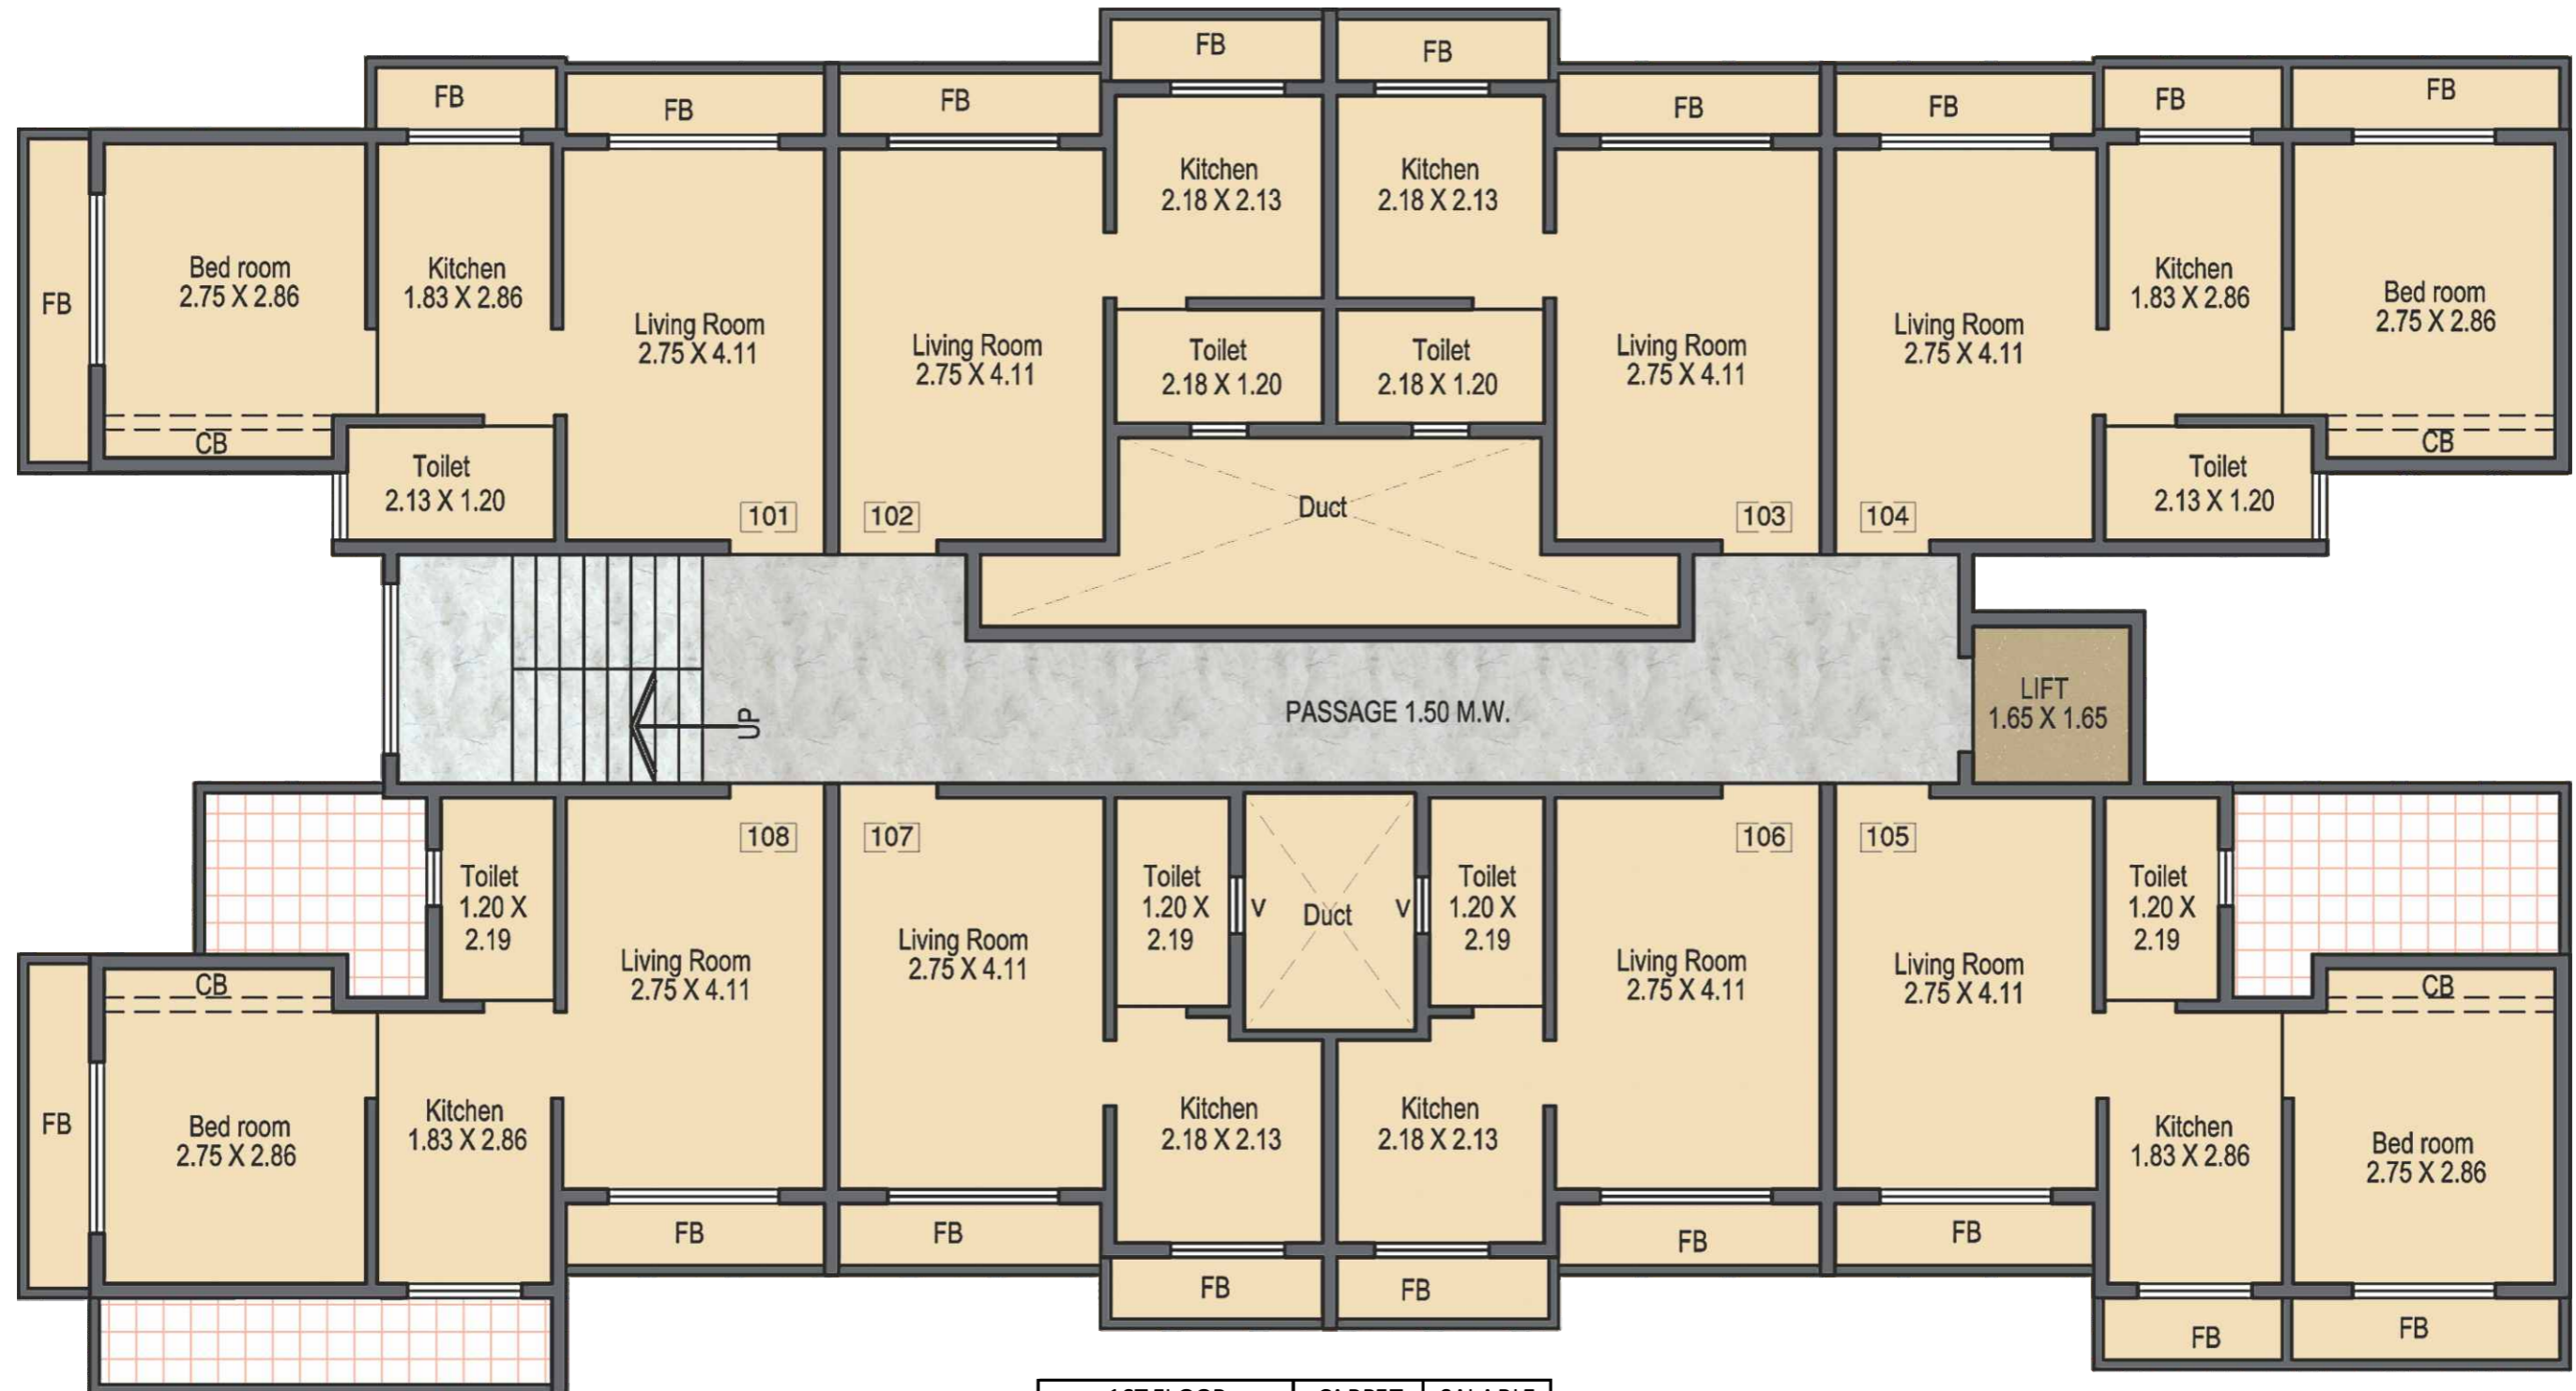 FB
FB
FB
FB
FB
FB
FB
FB
FB
FB
Bed room
2.75 X 2.86
CB
Kitchen
1.83 X 2.86
Toilet
2.13 X 1.20
Living Room
2.75 X 4.11
101
Living Room
2.75 X 4.11
102
Kitchen
2.18 X 2.13
Toilet
2.18 X 1.20
Kitchen
2.18 X 2.13
Toilet
2.18 X 1.20
Duct
Living Room
2.75 X 4.11
103
Living Room
2.75 X 4.11
104
Kitchen
1.83 X 2.86
Toilet
2.13 X 1.20
Bed room
2.75 X 2.86
CB
UP
PASSAGE 1.50 M.W.
LIFT
1.65 X 1.65
FB
CB
Bed room
2.75 X 2.86
Toilet
1.20 X
2.19
Kitchen
1.83 X 2.86
108
Living Room
2.75 X 4.11
FB
107
Living Room
2.75 X 4.11
FB
Toilet
1.20 X
2.19
V
Duct
V
Toilet
1.20 X
2.19
Kitchen
2.18 X 2.13
FB
Kitchen
2.18 X 2.13
FB
106
Living Room
2.75 X 4.11
FB
105
Living Room
2.75 X 4.11
FB
Toilet
1.20 X
2.19
Kitchen
1.83 X 2.86
FB
CB
Bed room
2.75 X 2.86
FB